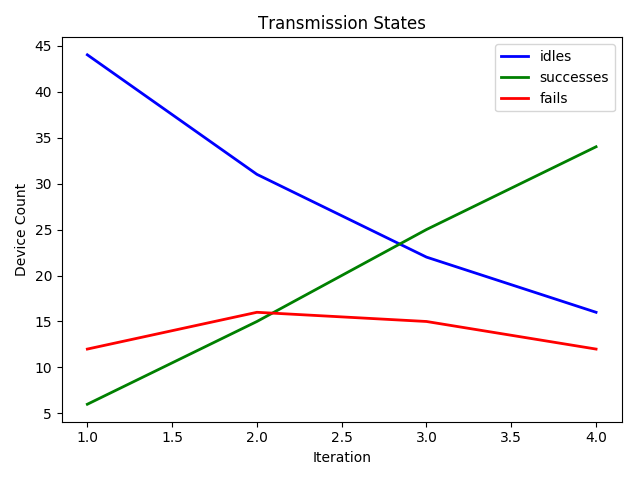 Transmission States
idles
successes
fails
45
40
35
30
25
20
15
10
5
Device Count
1.0 1.5 2.0 2.5 3.0 3.5 4.0
Iteration